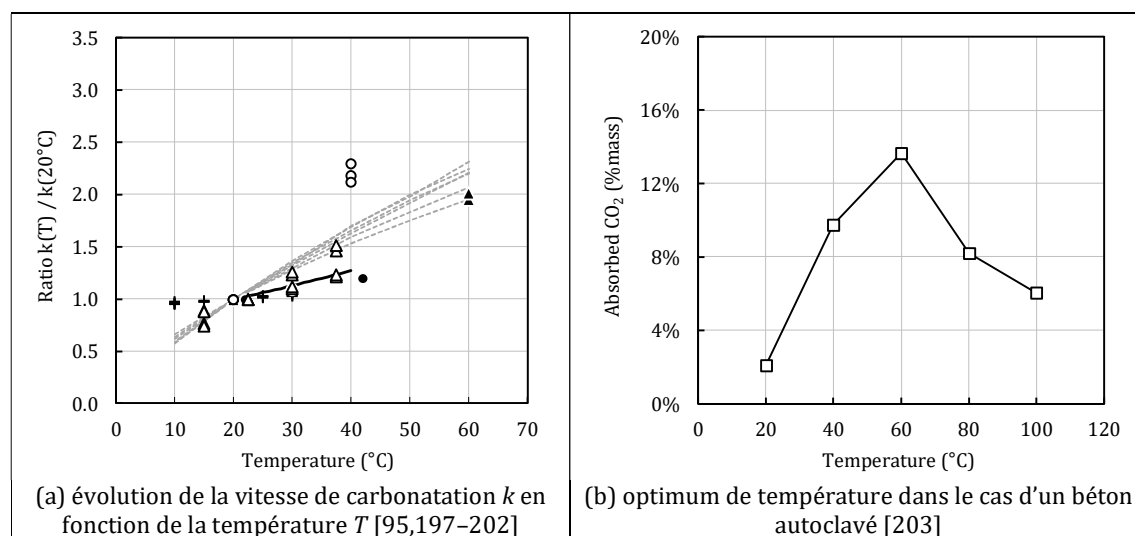 3.5
3.0
2.5
2.0
1.5
1.0
0.5
0.0
Ratio k(T) / k(20°C)
0 10 20 30 40 50 60 70
Temperature (°C)
(a) évolution de la vitesse de carbonatation k en
fonction de la température T [95,197–202]
20%
16%
12%
8%
4%
0%
Absorbed CO₂ (%mass)
0 20 40 60 80 100 120
Temperature (°C)
(b) optimum de température dans le cas d’un béton
autoclavé [203]